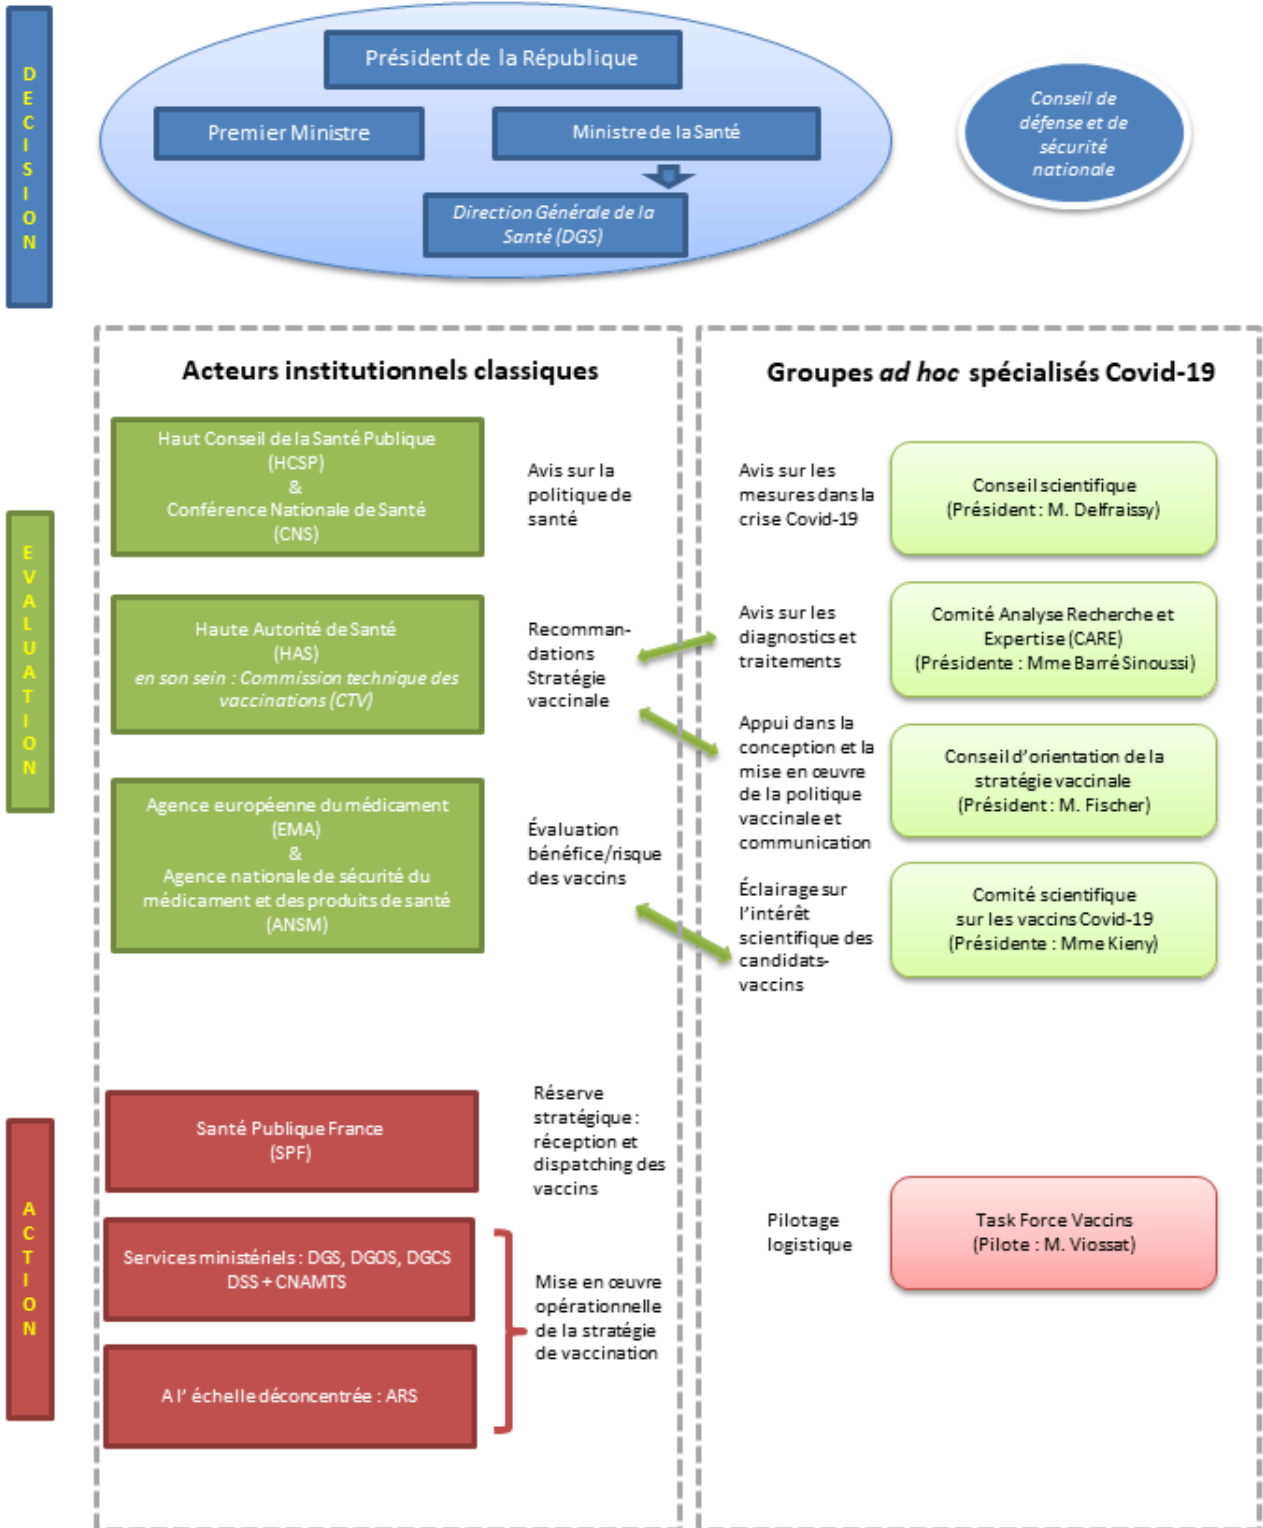 DECISION
Président de la République
Premier Ministre
Ministre de la Santé
Direction Générale de la
Santé (DGS)
Conseil de
défense et de
sécurité
nationale
Acteurs institutionnels classiques
Groupes ad hoc spécialisés Covid-19
EVALUATION
Haut Conseil de la Santé Publique
(HCSP)
&
Conférence Nationale de Santé
(CNS)
Avis sur la
politique de
santé
Avis sur les
mesures dans la
crise Covid-19
Conseil scientifique
(Président : M. Delfraissy)
Haute Autorité de Santé
(HAS)
en son sein : Commission technique des
vaccinations (CTV)
Recomman-
dations
Stratégie
vaccinale
Avis sur les
diagnostics et
traitements
Comité Analyse Recherche et
Expertise (CARE)
(Présidente : Mme Barré Sinoussi)
Appui dans la
conception et la
mise en œuvre
de la politique
vaccinale et
communication
Conseil d'orientation de la
stratégie vaccinale
(Président : M. Fischer)
Agence européenne du médicament
(EMA)
&
Agence nationale de sécurité du
médicament et des produits de santé
(ANSM)
Évaluation
bénéfice/risque
des vaccins
Éclairage sur
l'intérêt
scientifique des
candidats-
vaccins
Comité scientifique
sur les vaccins Covid-19
(Présidente : Mme Kieny)
ACTION
Santé Publique France
(SPF)
Réserve
stratégique :
réception et
dispatching des
vaccins
Services ministériels : DGS, DGOS, DGCS
DSS + CNAMTS
A l' échelle déconcentrée : ARS
Mise en œuvre
opérationnelle
de la stratégie
de vaccination
Pilotage
logistique
Task Force Vaccins
(Pilote : M. Viossat)